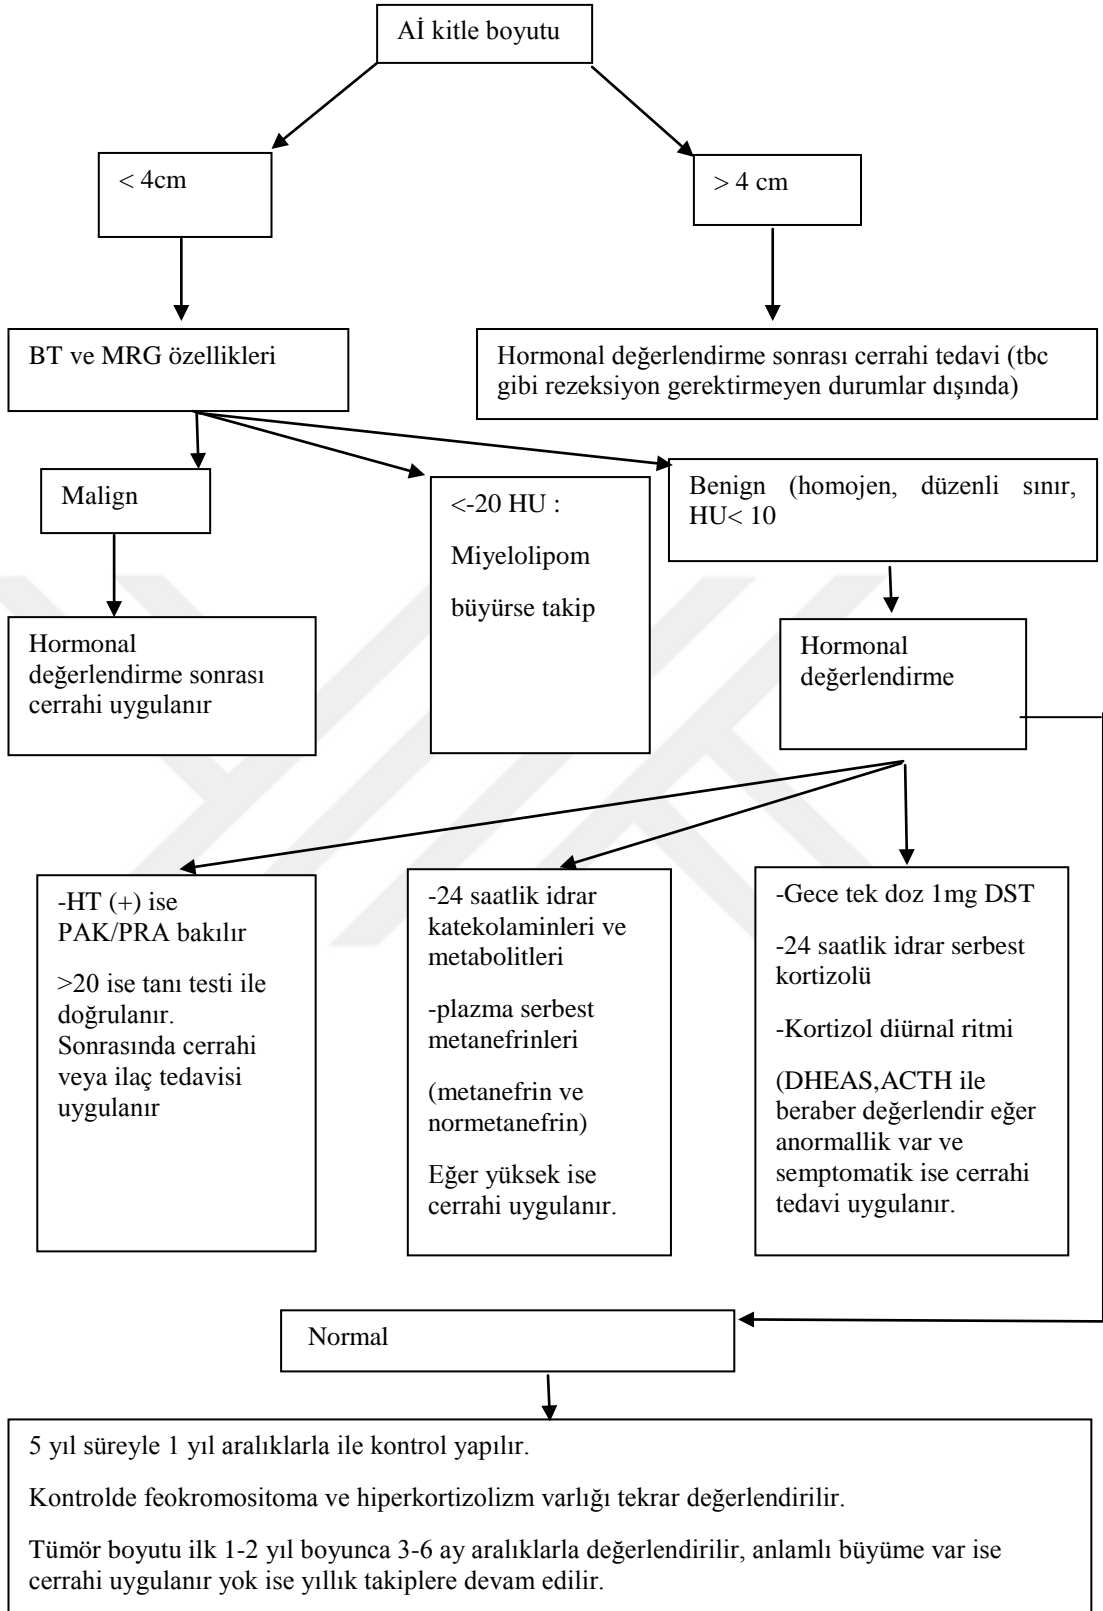 Aİ kitle boyutu
< 4cm
> 4 cm
BT ve MRG özellikleri
Hormonal değerlendirme sonrası cerrahi tedavi (tbc
gibi rezeksiyon gerektirmeyen durumlar dışında)
Malign
<-20 HU :
Miyelolipom
büyürse takip
Benign (homojen, düzenli sınır,
HU< 10
Hormonal
değerlendirme sonrası
cerrahi uygulanır
Hormonal
değerlendirme
-HT (+) ise
PAK/PRA bakılır
>20 ise tanı testi ile
doğrulanır.
Sonrasında cerrahi
veya ilaç tedavisi
uygulanır
-24 saatlik idrar
katekolaminleri ve
metabolitleri
-plazma serbest
metanefrinleri
(metanefrin ve
normetanefrin)
Eğer yüksek ise
cerrahi uygulanır.
-Gece tek doz 1mg DST
-24 saatlik idrar serbest
kortizolü
-Kortizol diürnal ritmi
(DHEAS,ACTH ile
beraber değerlendir eğer
anormallik var ve
semptomatik ise cerrahi
tedavi uygulanır.
Normal
5 yıl süreyle 1 yıl aralıklarla ile kontrol yapılır.
Kontrolde feokromositoma ve hiperkortizolizm varlığı tekrar değerlendirilir.
Tümör boyutu ilk 1-2 yıl boyunca 3-6 ay aralıklarla değerlendirilir, anlamlı büyüme var ise
cerrahi uygulanır yok ise yıllık takiplere devam edilir.